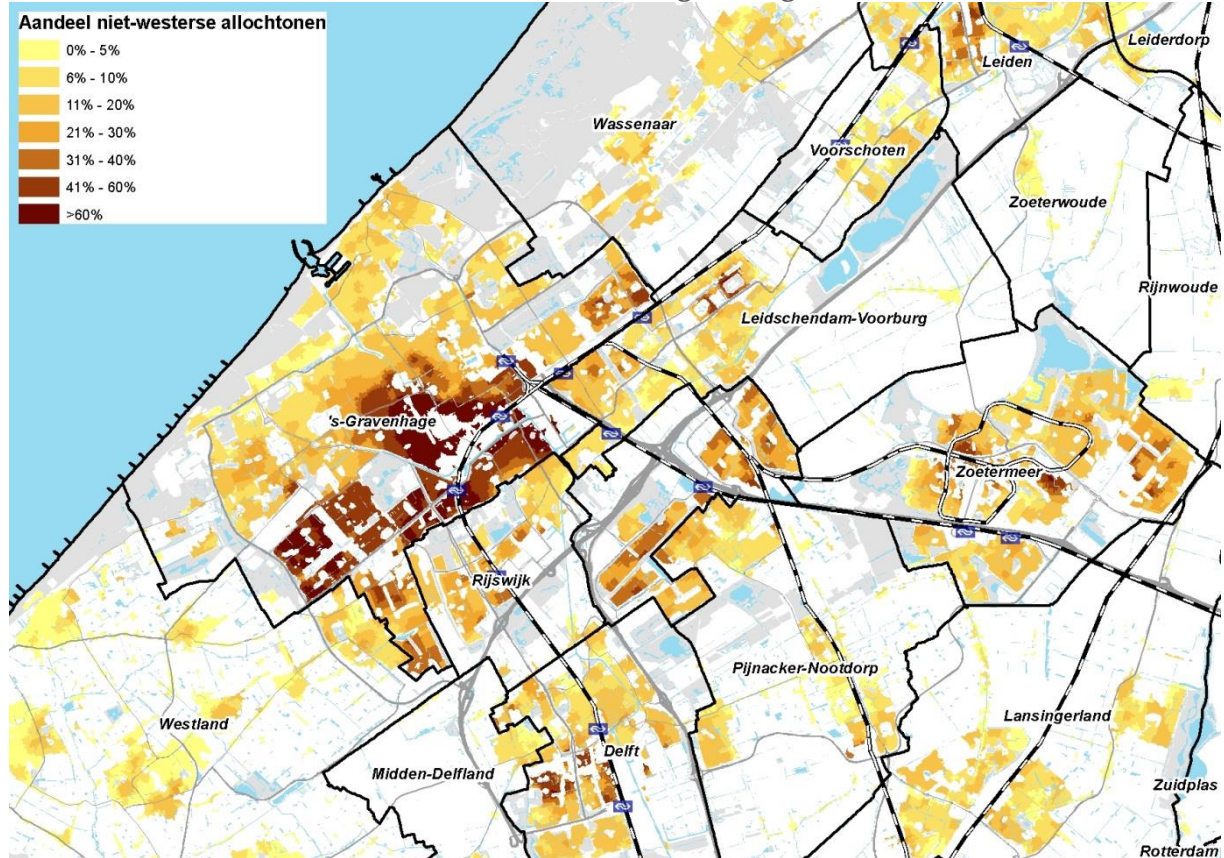 Aandeel niet-westerse allochtonen
0% - 5%
6% - 10%
11% - 20%
21% - 30%
31% - 40%
41% - 60%
>60%
Leiderdorp
Leiden
Wassenaar
Voorschoten
Zoeterwoude
Rijnwoude
Leidschendam-Voorburg
's-Gravenhage
Zoetermeer
Rijswijk
Pijnacker-Nootdorp
Westland
Lansingerland
Delft
Midden-Delfland
Zuidplas
Rotterdam